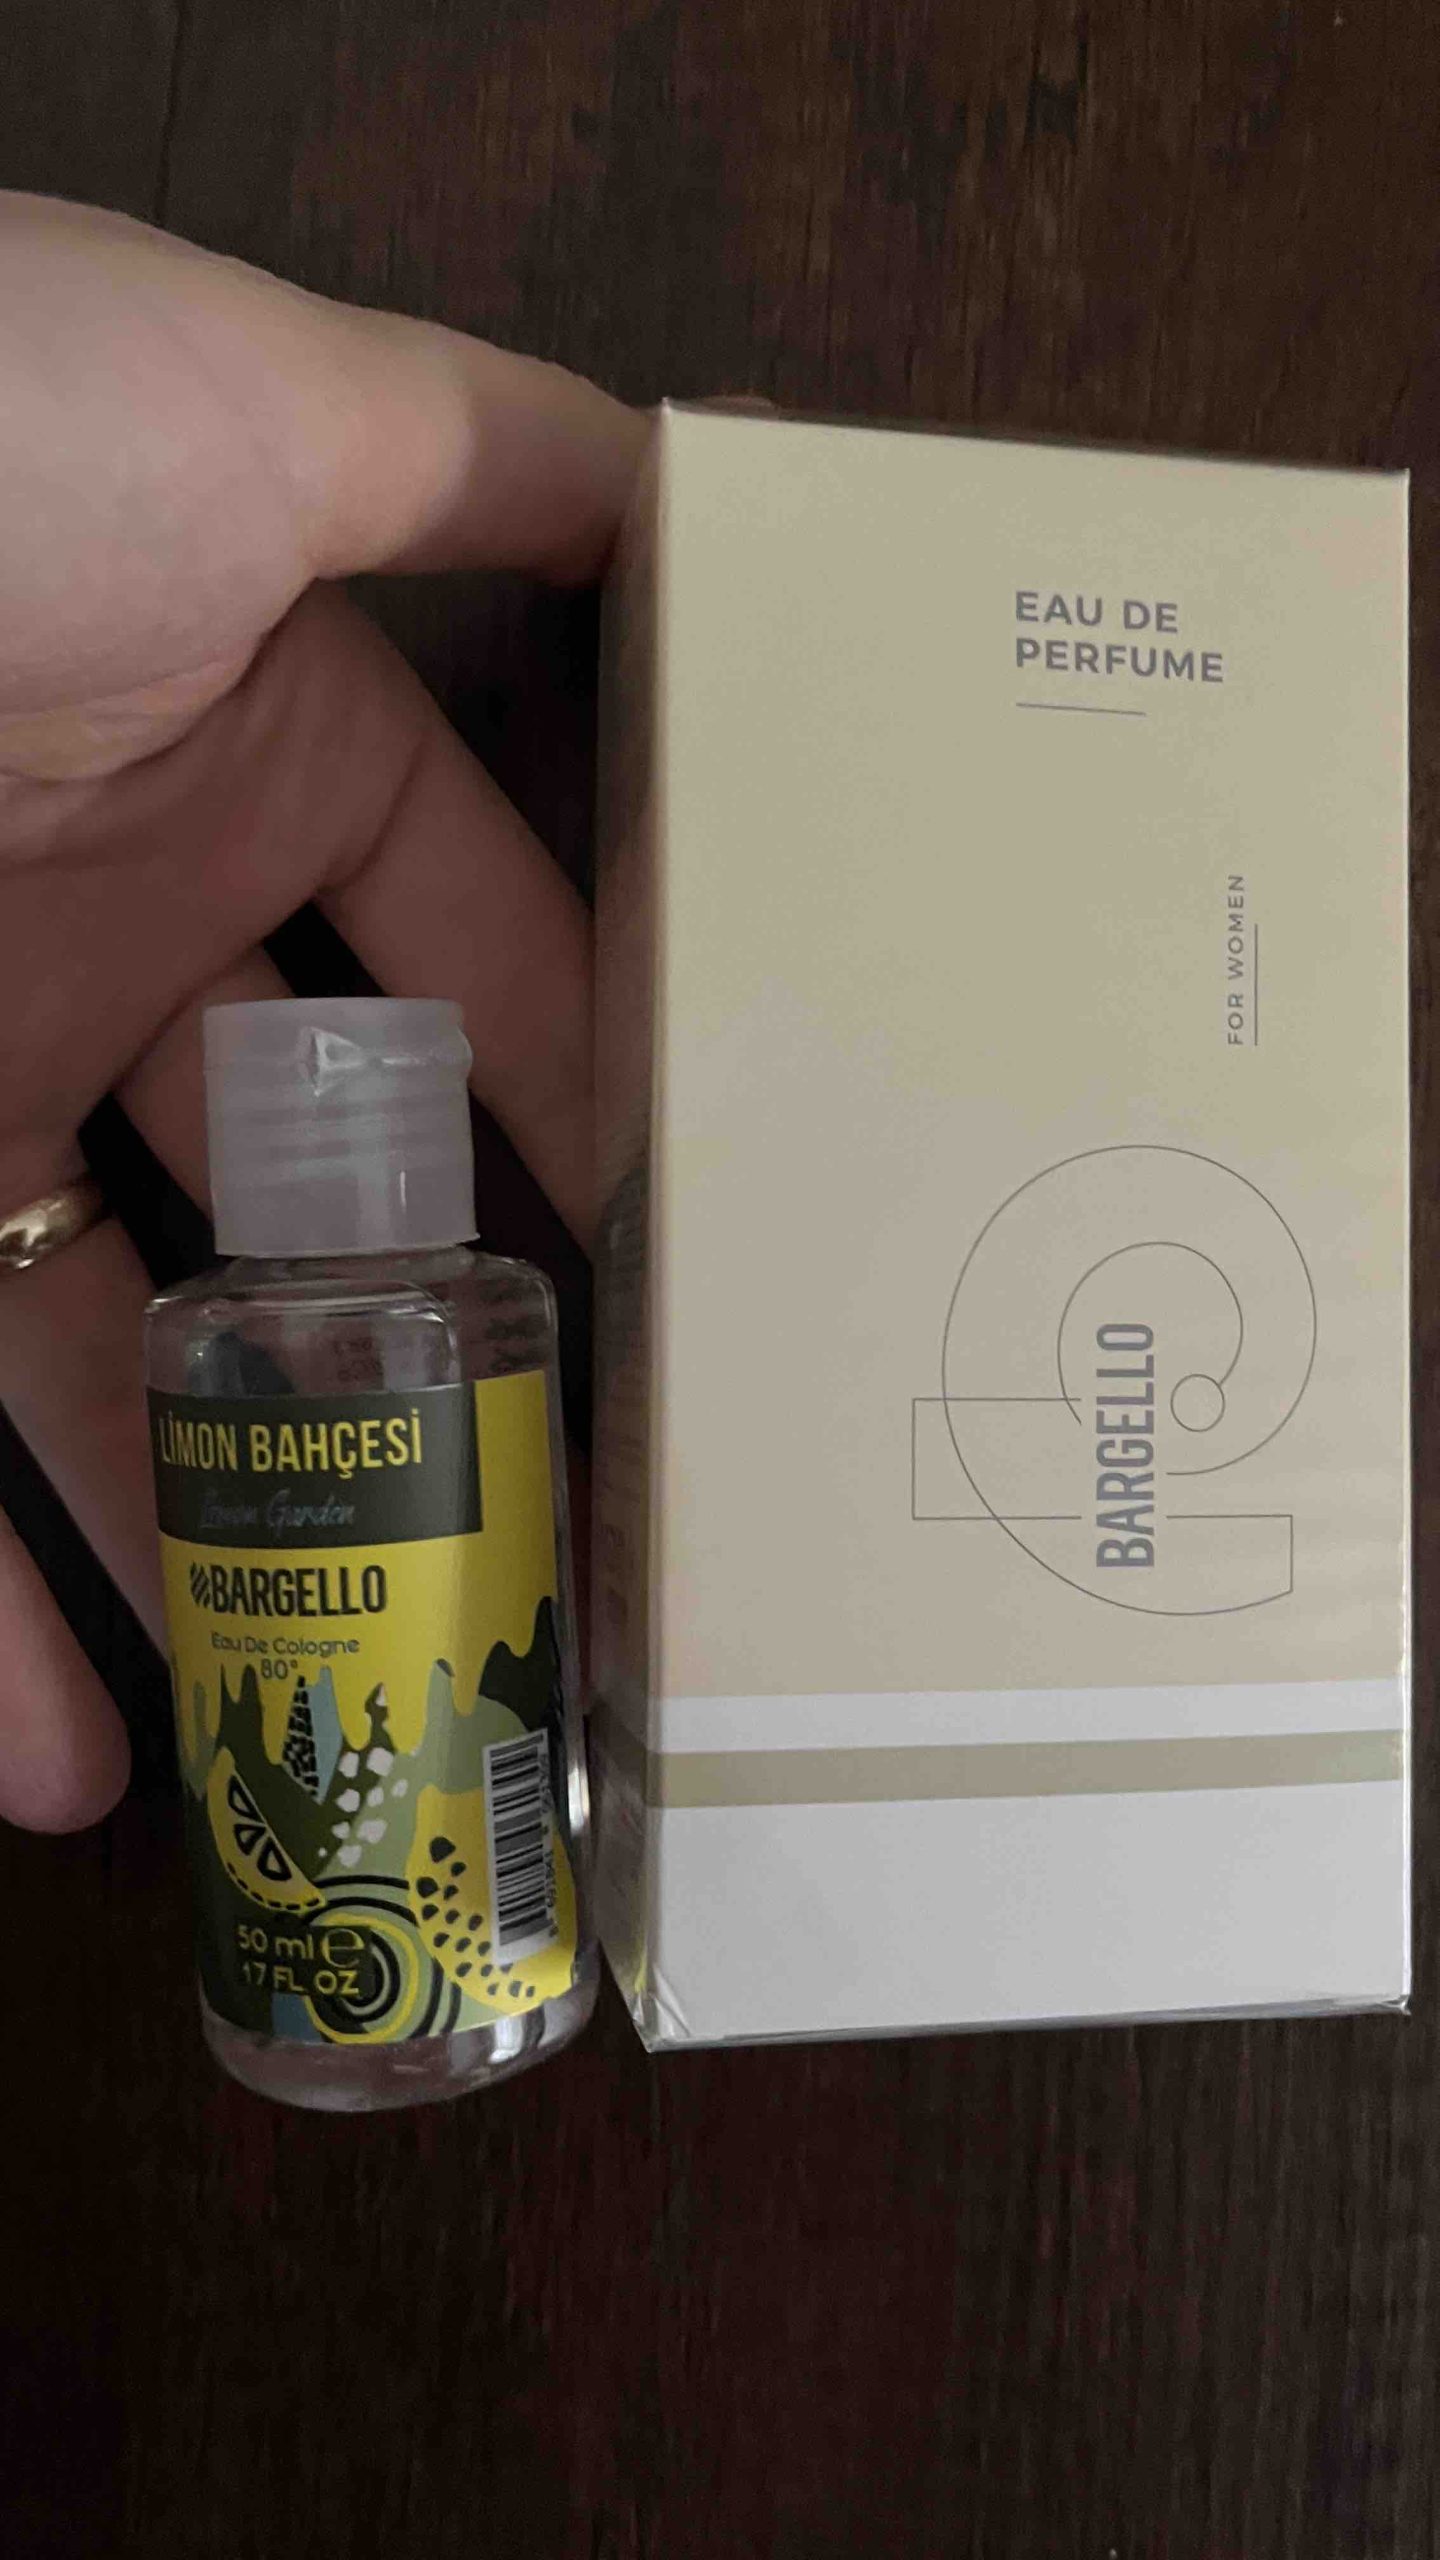 EAU DE
PERFUME
FOR WOMEN
BARGELLO
LİMON BAHÇESİ
Limon Garden
BARGELLO
Eau De Cologne
80°
50 ml e
17 FL OZ